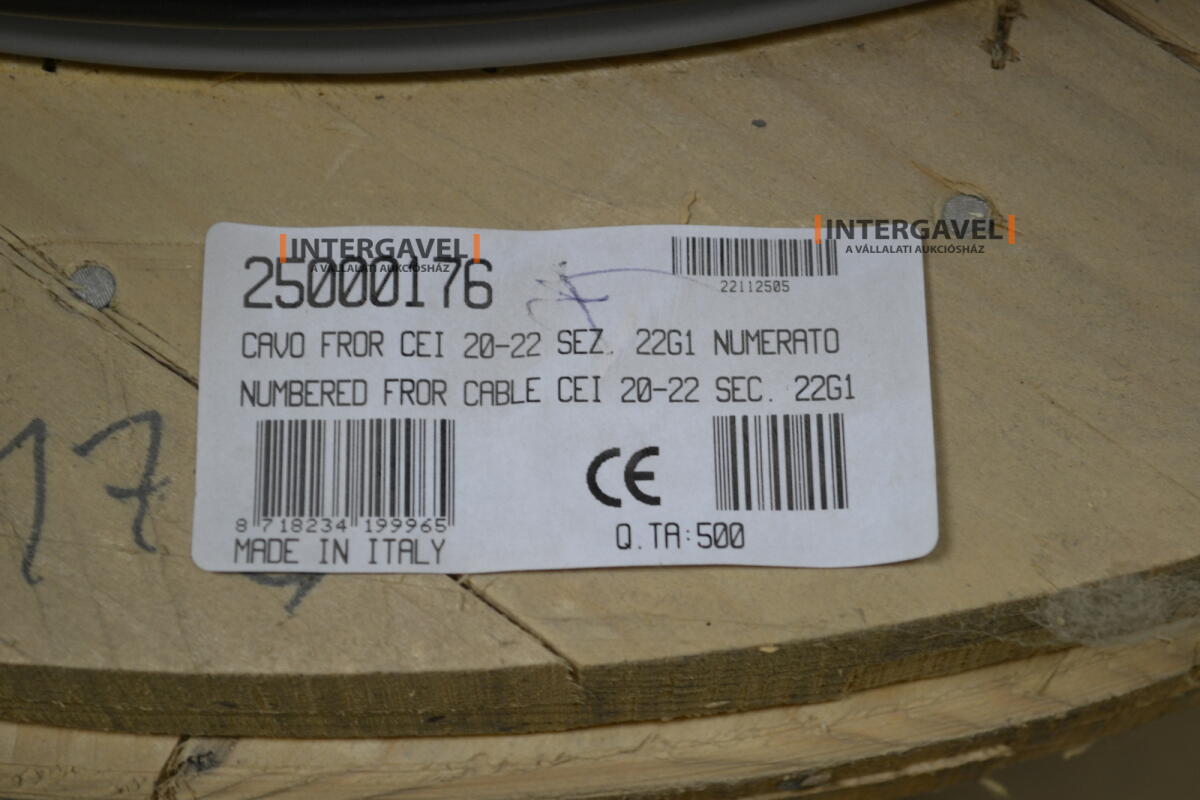 INTERGAVEL
A VÁLLALATI AUKCIÓSHÁZ
INTERGAVEL
A VÁLLALATI AUKCIÓSHÁZ
25000176
22112505
CAVO FROR CEI 20-22 SEZ. 22G1 NUMERATO
NUMBERED FROR CABLE CEI 20-22 SEC. 22G1
CE
8 718234 199965
MADE IN ITALY
Q.TA:500
17